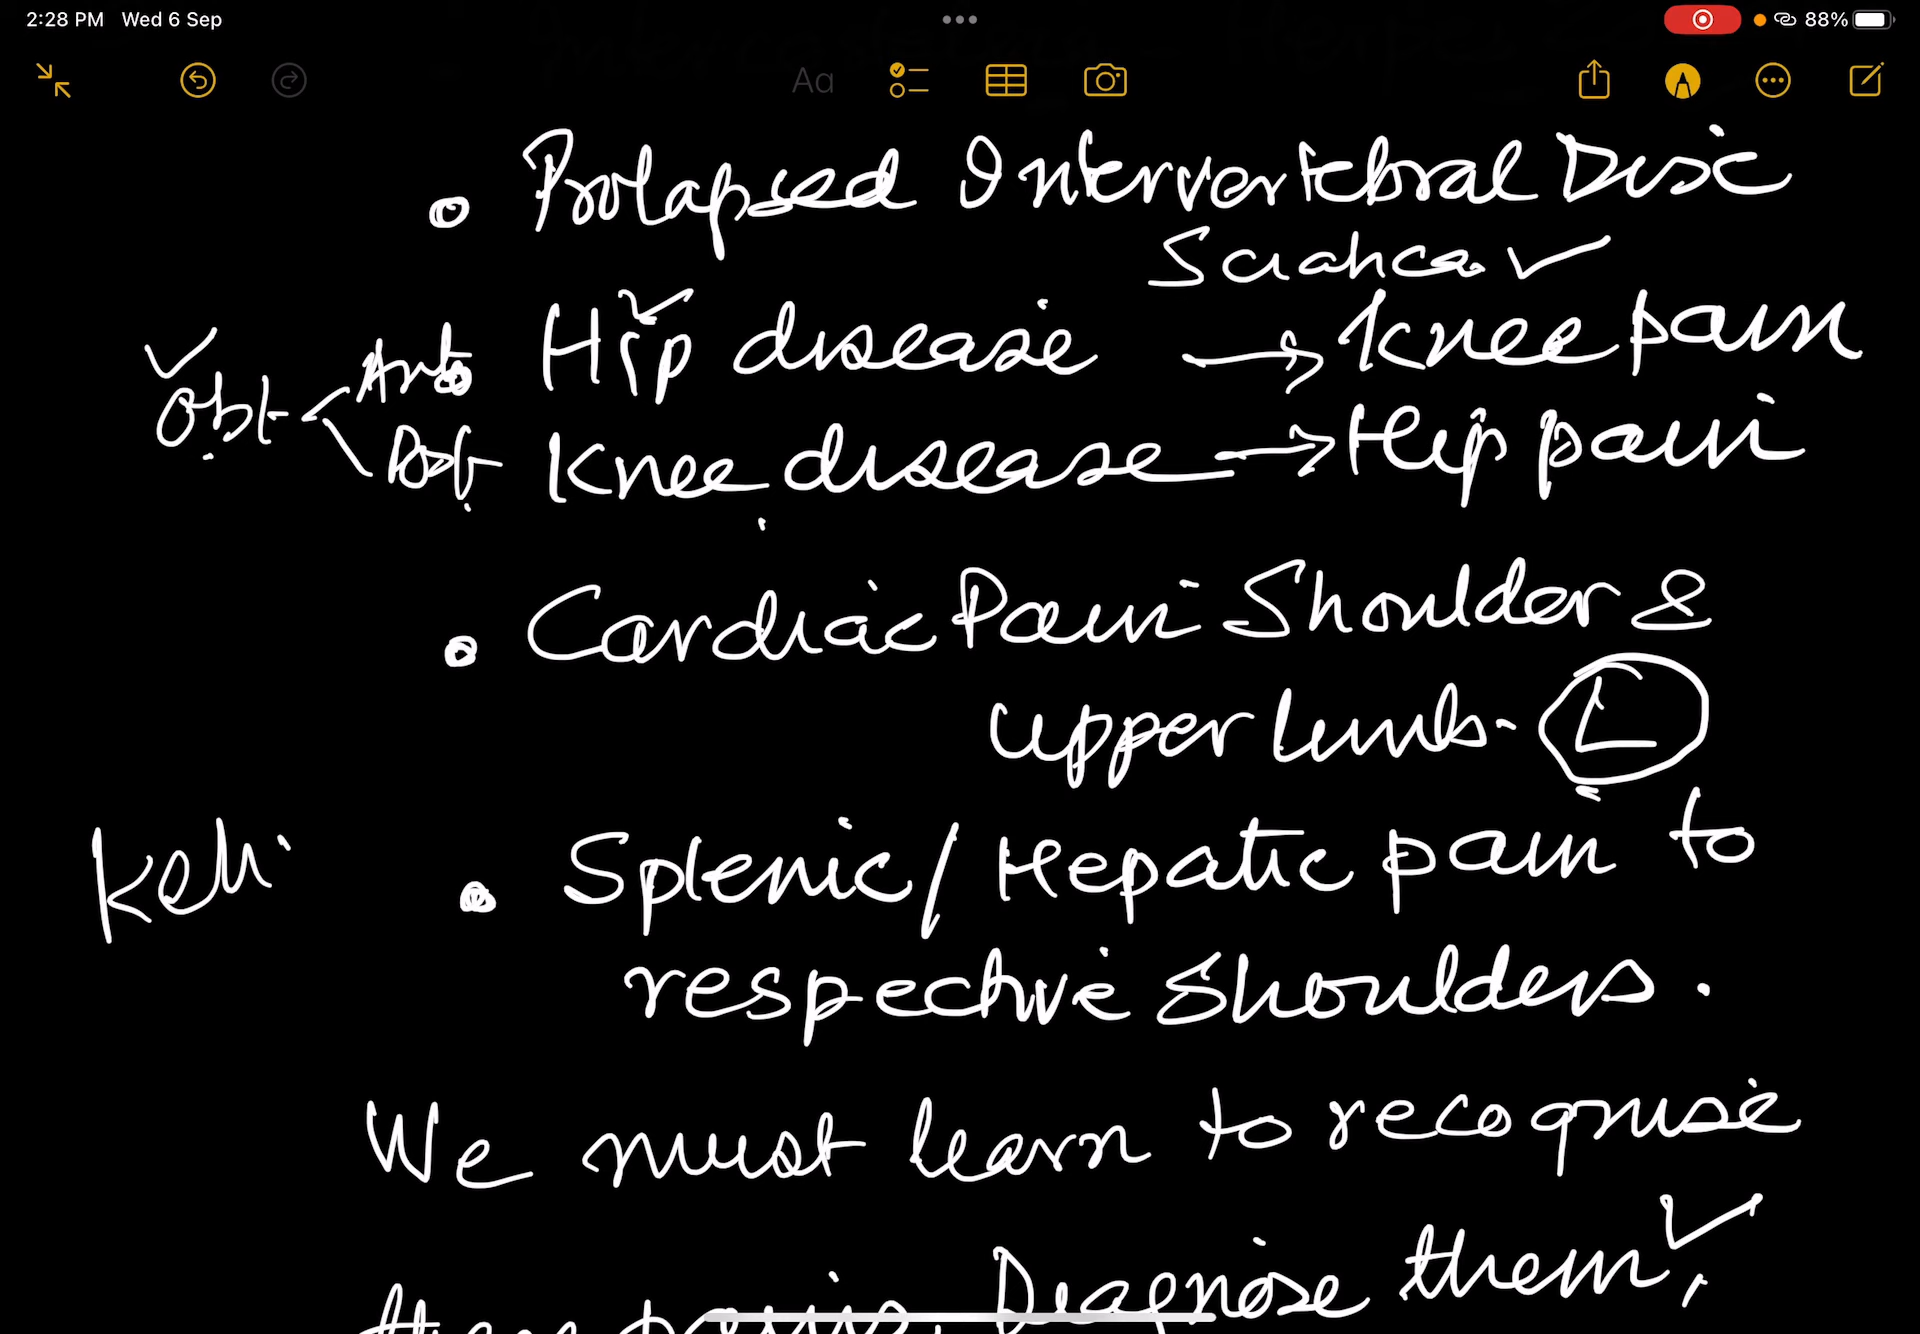 2:28 PM Wed 6 Sep
88%
Aa
Prolapsed Intervertebral Disc
Sciatica
Hip disease → Knee pain
Obt Ant
Post Knee disease → Hip pain
Cardiac Pain Shoulder &
upper limb. L
Splenic / Hepatic pain to
respective shoulders.
We must learn to recognise
Diagnose them,